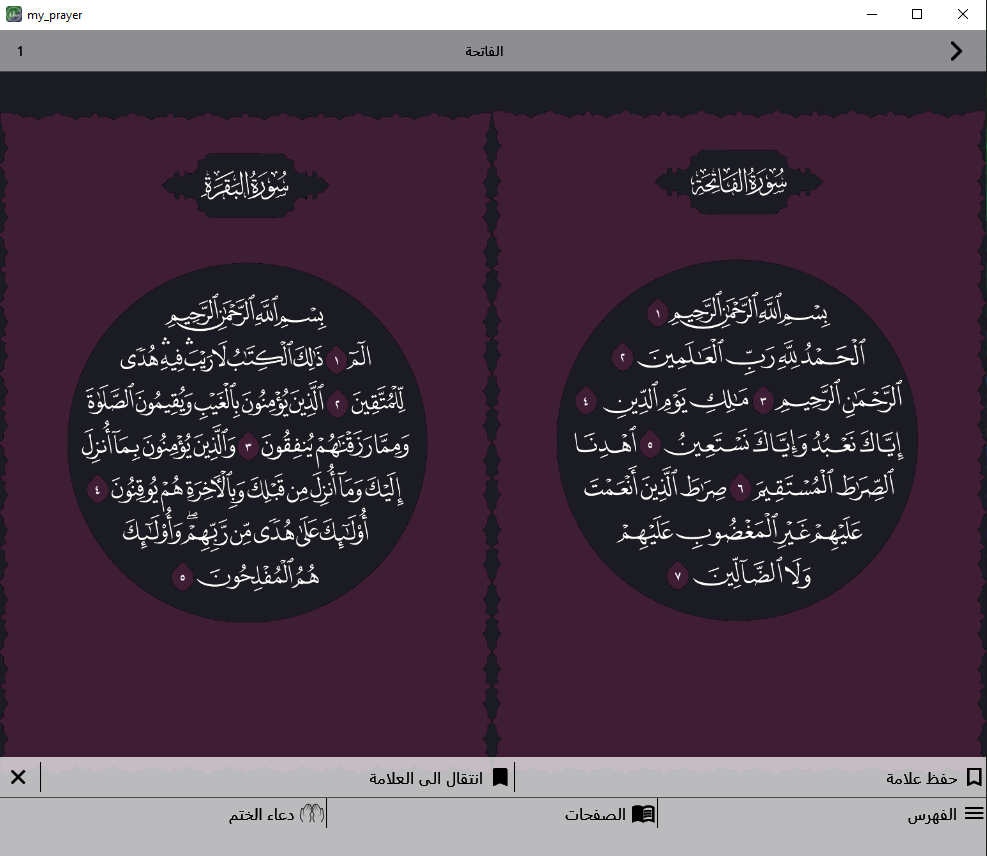 my_prayer
1
الفاتحة
سُورَةُ الفَاتِحَةِ
بِسْمِ ٱللَّهِ ٱلرَّحْمَٰنِ ٱلرَّحِيمِ ١
ٱلْحَمْدُ لِلَّهِ رَبِّ ٱلْعَٰلَمِينَ ٢
ٱلرَّحْمَٰنِ ٱلرَّحِيمِ ٣ مَٰلِكِ يَوْمِ ٱلدِّينِ ٤
إِيَّاكَ نَعْبُدُ وَإِيَّاكَ نَسْتَعِينُ ٥ ٱهْدِنَا
ٱلصِّرَٰطَ ٱلْمُسْتَقِيمَ ٦ صِرَٰطَ ٱلَّذِينَ أَنْعَمْتَ
عَلَيْهِمْ غَيْرِ ٱلْمَغْضُوبِ عَلَيْهِمْ
وَلَا ٱلضَّآلِّينَ ٧
سُورَةُ البَقَرَةِ
بِسْمِ ٱللَّهِ ٱلرَّحْمَٰنِ ٱلرَّحِيمِ
الٓمٓ ١ ذَٰلِكَ ٱلْكِتَٰبُ لَا رَيْبَ ۛ فِيهِ ۛ هُدًى
لِّلْمُتَّقِينَ ٢ ٱلَّذِينَ يُؤْمِنُونَ بِٱلْغَيْبِ وَيُقِيمُونَ ٱلصَّلَوٰةَ
وَمِمَّا رَزَقْنَٰهُمْ يُنفِقُونَ ٣ وَٱلَّذِينَ يُؤْمِنُونَ بِمَآ أُنزِلَ
إِلَيْكَ وَمَآ أُنزِلَ مِن قَبْلِكَ وَبِٱلْءَاخِرَةِ هُمْ يُوقِنُونَ ٤
أُو۟لَٰٓئِكَ عَلَىٰ هُدًى مِّن رَّبِّهِمْ ۖ وَأُو۟لَٰٓئِكَ
هُمُ ٱلْمُفْلِحُونَ ٥
حفظ علامة
انتقال الى العلامة
الفهرس
الصفحات
دعاء الختم